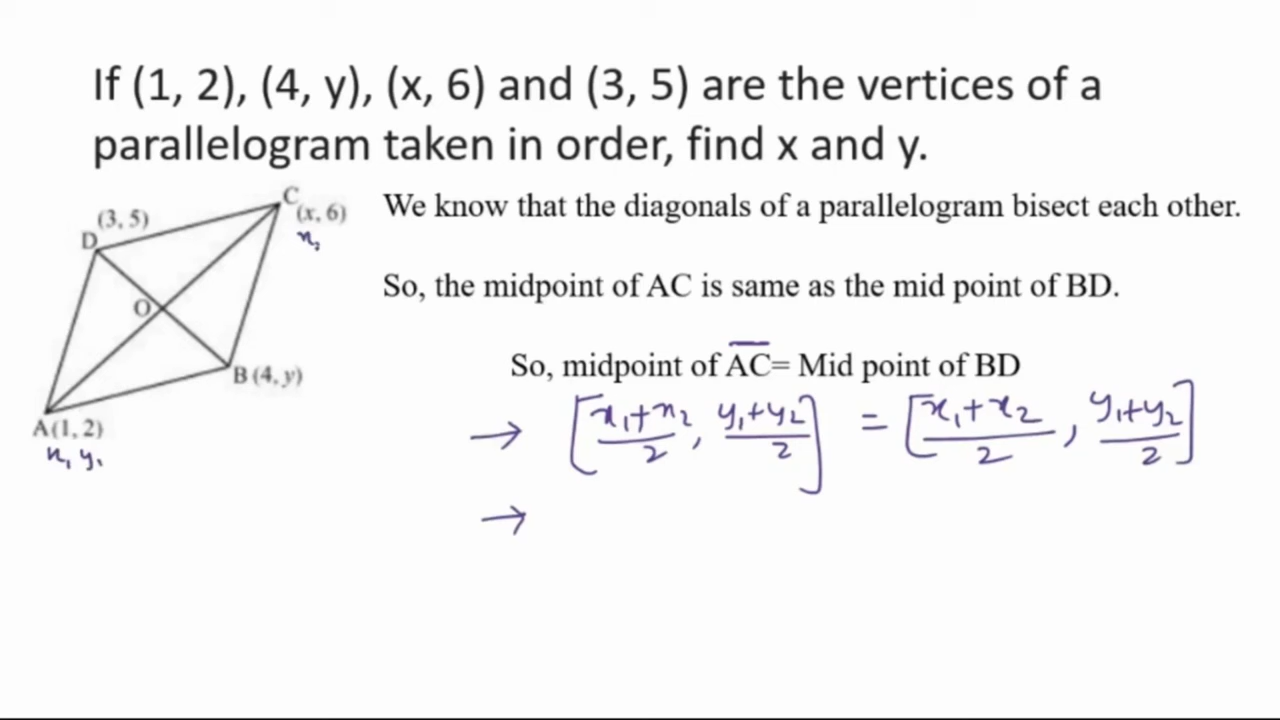 If (1, 2), (4, y), (x, 6) and (3, 5) are the vertices of a
parallelogram taken in order, find x and y.
C
(3, 5)
(x, 6)
D
x₂
O
B (4, y)
A(1, 2)
x₁ y₁
We know that the diagonals of a parallelogram bisect each other.
So, the midpoint of AC is same as the mid point of BD.
So, midpoint of AC= Mid point of BD
→ [x₁+x₂/2, y₁+y₂/2] = [x₁+x₂/2, y₁+y₂/2]
→